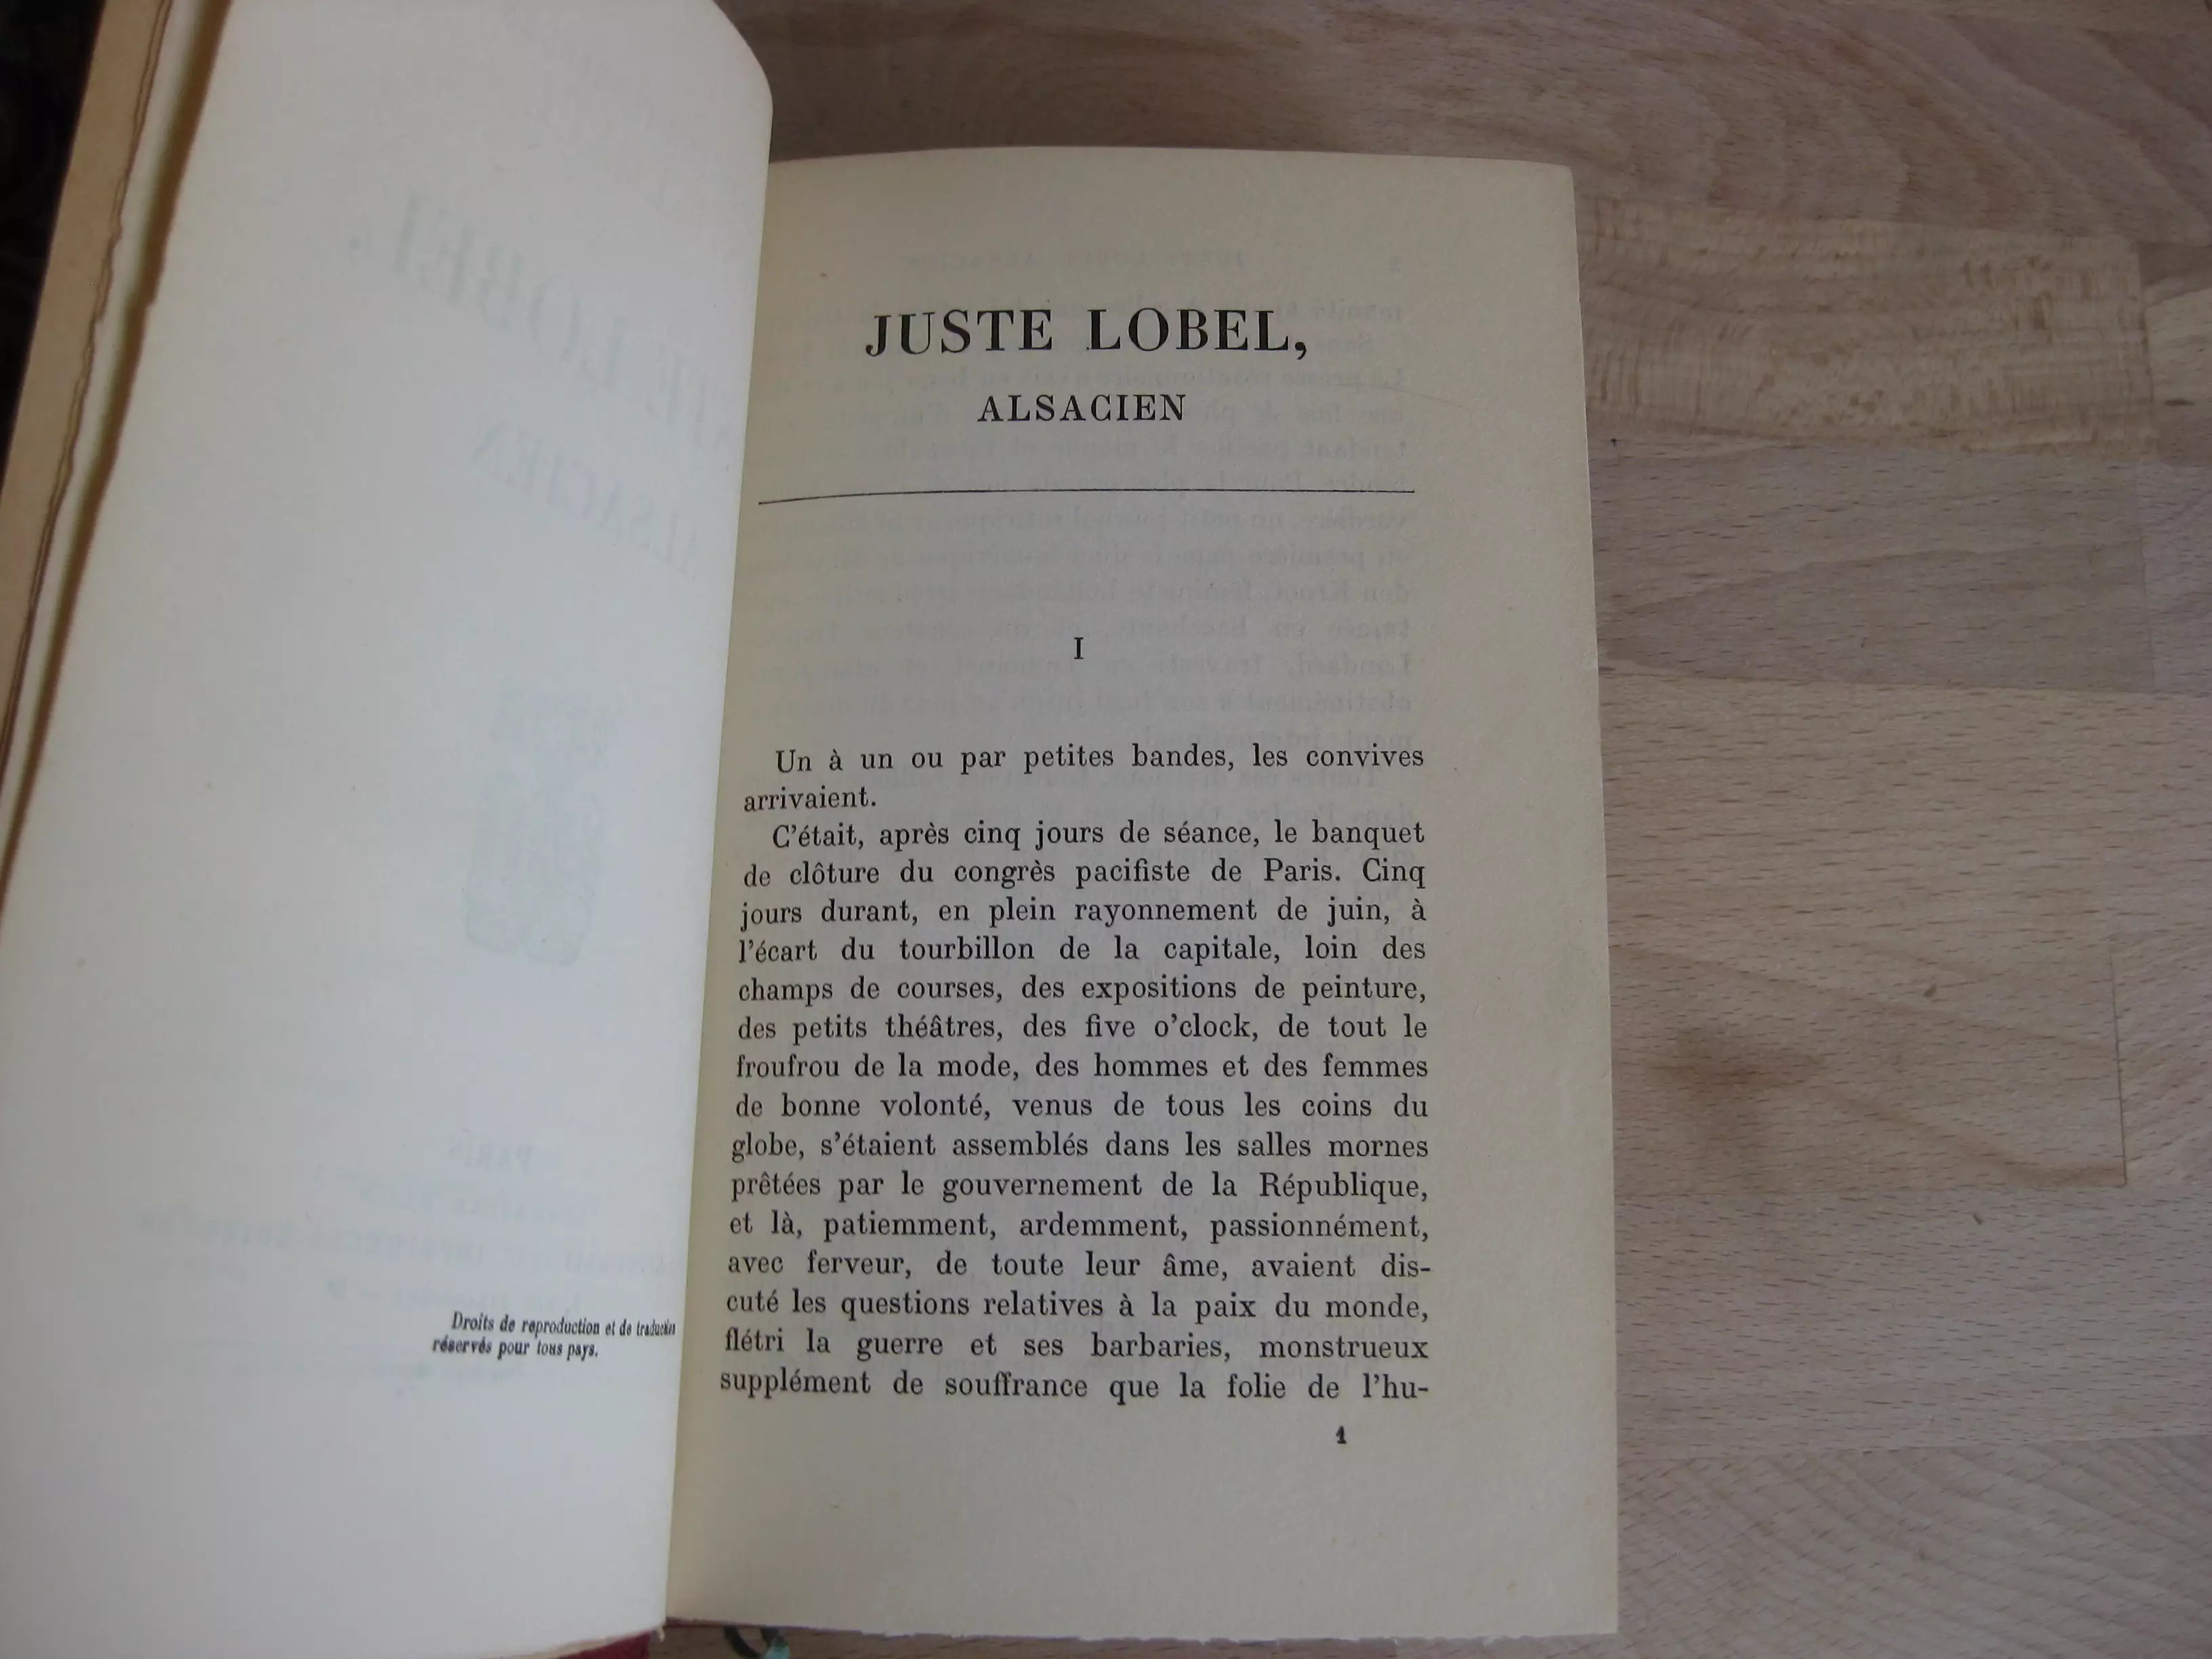 Droits de reproduction et de traduction
réservés pour tous pays.
JUSTE LOBEL,
ALSACIEN
I
Un à un ou par petites bandes, les convives
arrivaient.
C'était, après cinq jours de séance, le banquet
de clôture du congrès pacifiste de Paris. Cinq
jours durant, en plein rayonnement de juin, à
l'écart du tourbillon de la capitale, loin des
champs de courses, des expositions de peinture,
des petits théâtres, des five o'clock, de tout le
froufrou de la mode, des hommes et des femmes
de bonne volonté, venus de tous les coins du
globe, s'étaient assemblés dans les salles mornes
prêtées par le gouvernement de la République,
et là, patiemment, ardemment, passionnément,
avec ferveur, de toute leur âme, avaient dis-
cuté les questions relatives à la paix du monde,
flétri la guerre et ses barbaries, monstrueux
supplément de souffrance que la folie de l'hu-
1